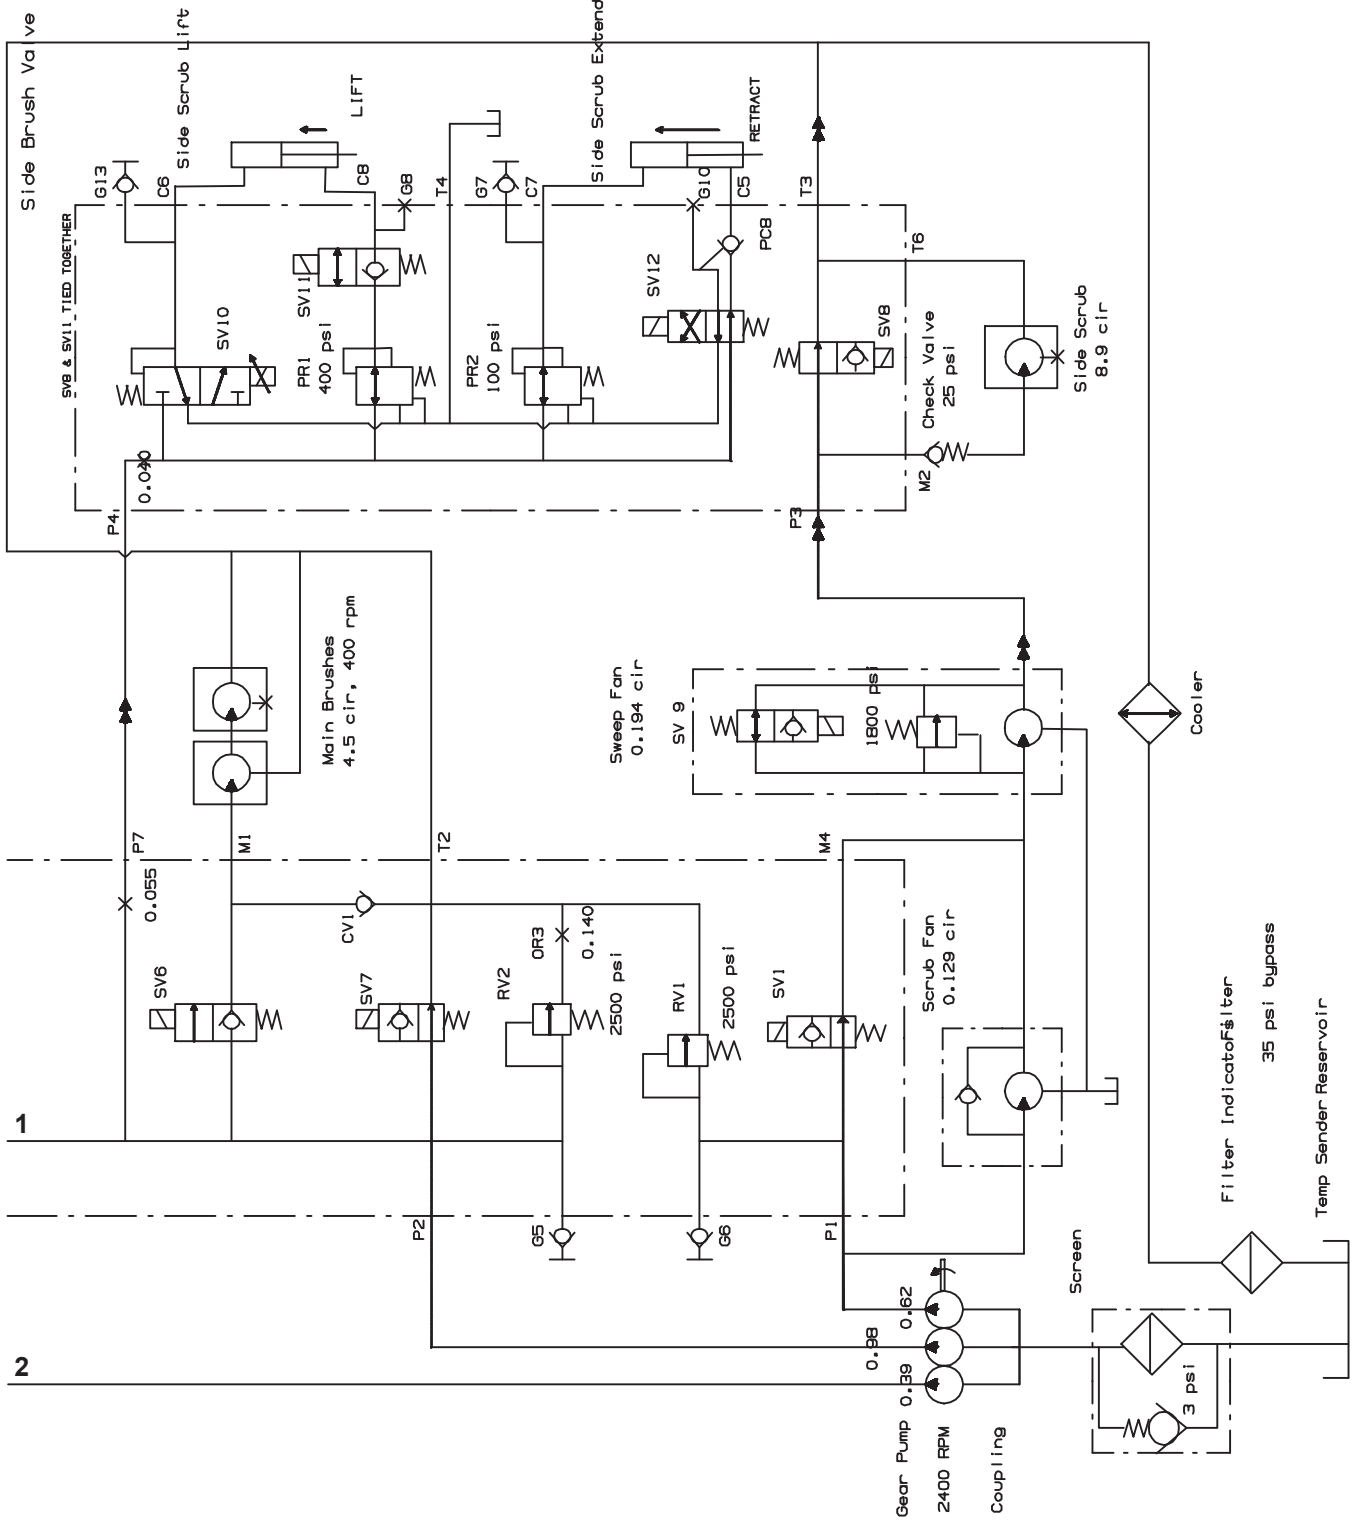 Side Brush Valve
Side Scrub Lift
LIFT
Side Scrub Extend
RETRACT
G13
C6
C8
G8
T4
G7
C7
G10
C5
T3
T6
SV8 & SV11 TIED TOGETHER
SV10
SV11
PR1
400 psi
PR2
100 psi
SV12
PC8
SV8
Check Valve
25 psi
M2
Side Scrub
8.9 cir
0.040
P4
P3
Main Brushes
4.5 cir, 400 rpm
Sweep Fan
0.194 cir
SV 9
1800 psi
Cooler
P7
M1
T2
M4
0.055
CV1
OR3
0.140
SV6
SV7
RV2
2500 psi
RV1
2500 psi
SV1
Scrub Fan
0.129 cir
Filter Indicator
Filter
35 psi bypass
Temp Sender Reservoir
1
P2
G5
G6
P1
Screen
2
0.62
0.98
0.39
Gear Pump
2400 RPM
Coupling
3 psi